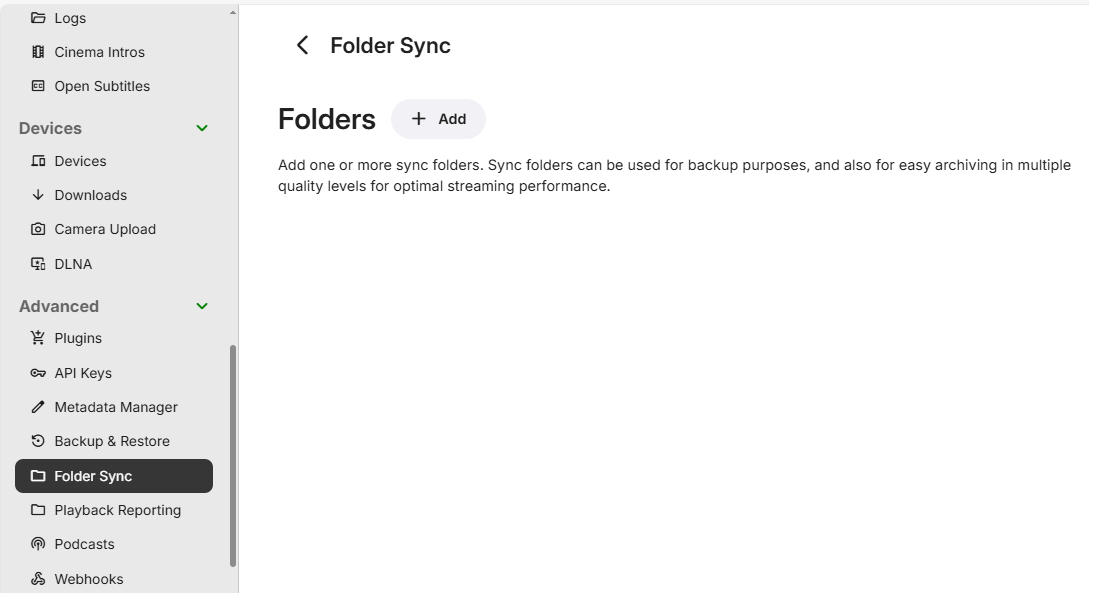 Logs
Cinema Intros
Open Subtitles
Devices
Devices
Downloads
Camera Upload
DLNA
Advanced
Plugins
API Keys
Metadata Manager
Backup & Restore
Folder Sync
Playback Reporting
Podcasts
Webhooks
Folder Sync
Folders
Add
Add one or more sync folders. Sync folders can be used for backup purposes, and also for easy archiving in multiple
quality levels for optimal streaming performance.